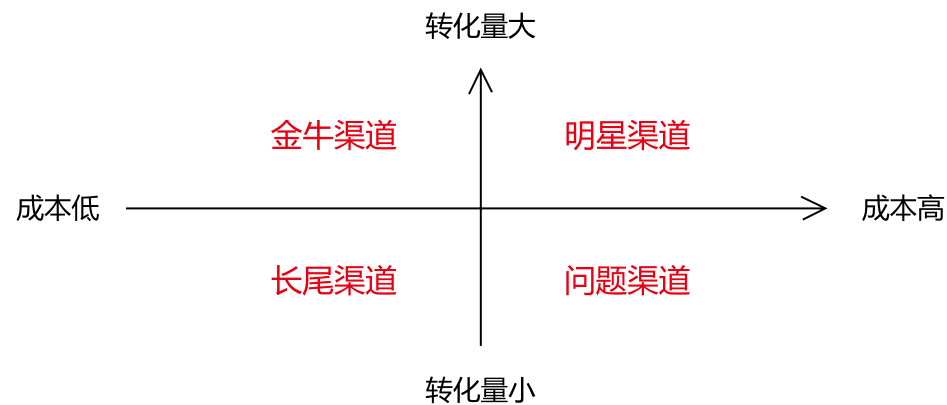 转化量大
金牛渠道
明星渠道
成本低
成本高
长尾渠道
问题渠道
转化量小